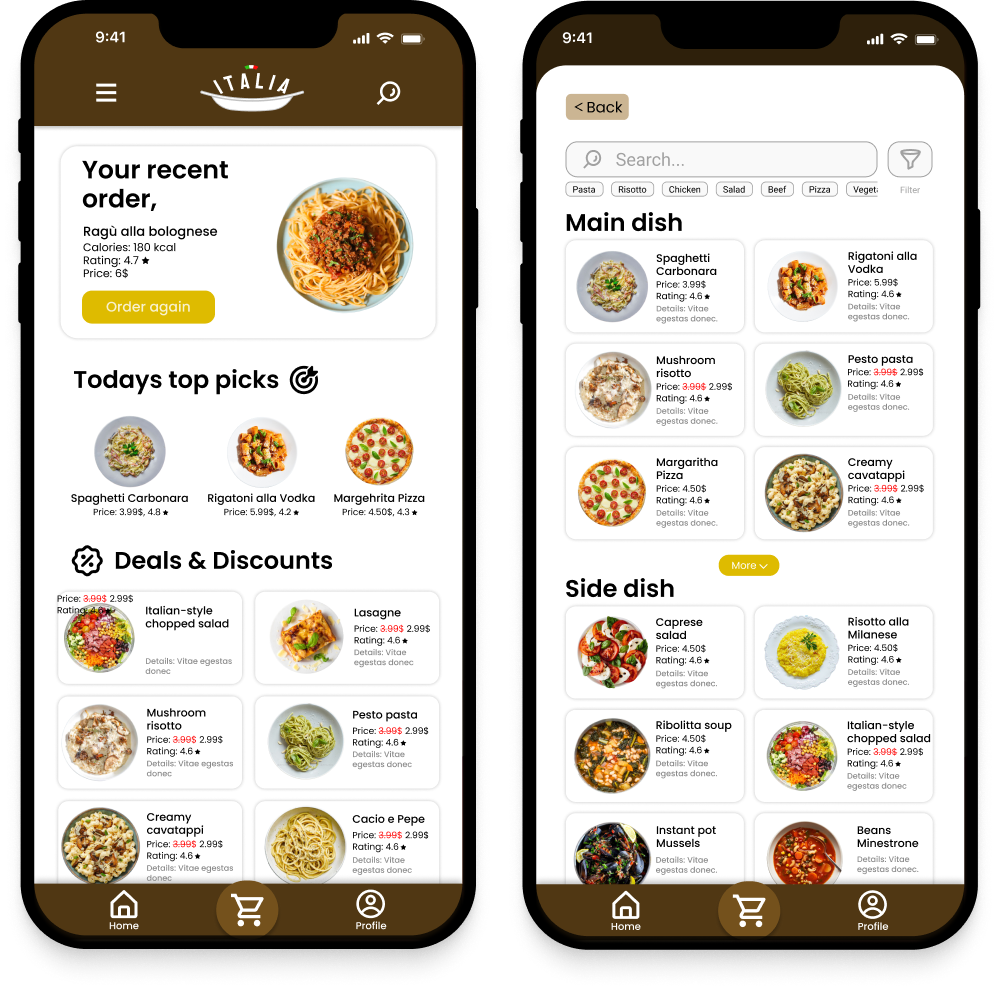 9:41
ITALIA
Your recent
order,
Ragù alla bolognese
Calories: 180 kcal
Rating: 4.7 ★
Price: 6$
Order again
Todays top picks
Spaghetti Carbonara
Price: 3.99$, 4.8 ★
Rigatoni alla Vodka
Price: 5.99$, 4.2 ★
Margehrita Pizza
Price: 4.50$, 4.3 ★
Deals & Discounts
Price: 3.99$ 2.99$
Rating: 4.6 ★
Italian-style
chopped salad
Details: Vitae egestas
donec
Lasagne
Price: 3.99$ 2.99$
Rating: 4.6 ★
Details: Vitae
egestas donec
Mushroom
risotto
Price: 3.99$ 2.99$
Rating: 4.6 ★
Details: Vitae egestas
donec
Pesto pasta
Price: 3.99$ 2.99$
Rating: 4.6 ★
Details: Vitae
egestas donec
Creamy
cavatappi
Price: 3.99$ 2.99$
Rating: 4.6 ★
Details: Vitae egestas
donec
Cacio e Pepe
Price: 3.99$ 2.99$
Rating: 4.6 ★
Details: Vitae
egestas donec
Home
Profile
9:41
< Back
Search...
Filter
Pasta
Risotto
Chicken
Salad
Beef
Pizza
Veget
Main dish
Spaghetti
Carbonara
Price: 3.99$
Rating: 4.6 ★
Details: Vitae
egestas donec.
Rigatoni alla
Vodka
Price: 5.99$
Rating: 4.6 ★
Details: Vitae
egestas donec.
Mushroom
risotto
Price: 3.99$ 2.99$
Rating: 4.6 ★
Details: Vitae
egestas donec.
Pesto pasta
Price: 3.99$ 2.99$
Rating: 4.6 ★
Details: Vitae
egestas donec.
Margaritha
Pizza
Price: 4.50$
Rating: 4.6 ★
Details: Vitae
egestas donec.
Creamy
cavatappi
Price: 3.99$ 2.99$
Rating: 4.6 ★
Details: Vitae
egestas donec.
More
Side dish
Caprese
salad
Price: 4.50$
Rating: 4.6 ★
Details: Vitae
egestas donec.
Risotto alla
Milanese
Price: 4.50$
Rating: 4.6 ★
Details: Vitae
egestas donec.
Ribolitta soup
Price: 4.50$
Rating: 4.6 ★
Details: Vitae
egestas donec.
Italian-style
chopped salad
Price: 3.99$ 2.99$
Rating: 4.6 ★
Details: Vitae
egestas donec.
Instant pot
Mussels
Details: Vitae
egestas donec.
Beans
Minestrone
Details: Vitae
egestas donec.
Home
Profile